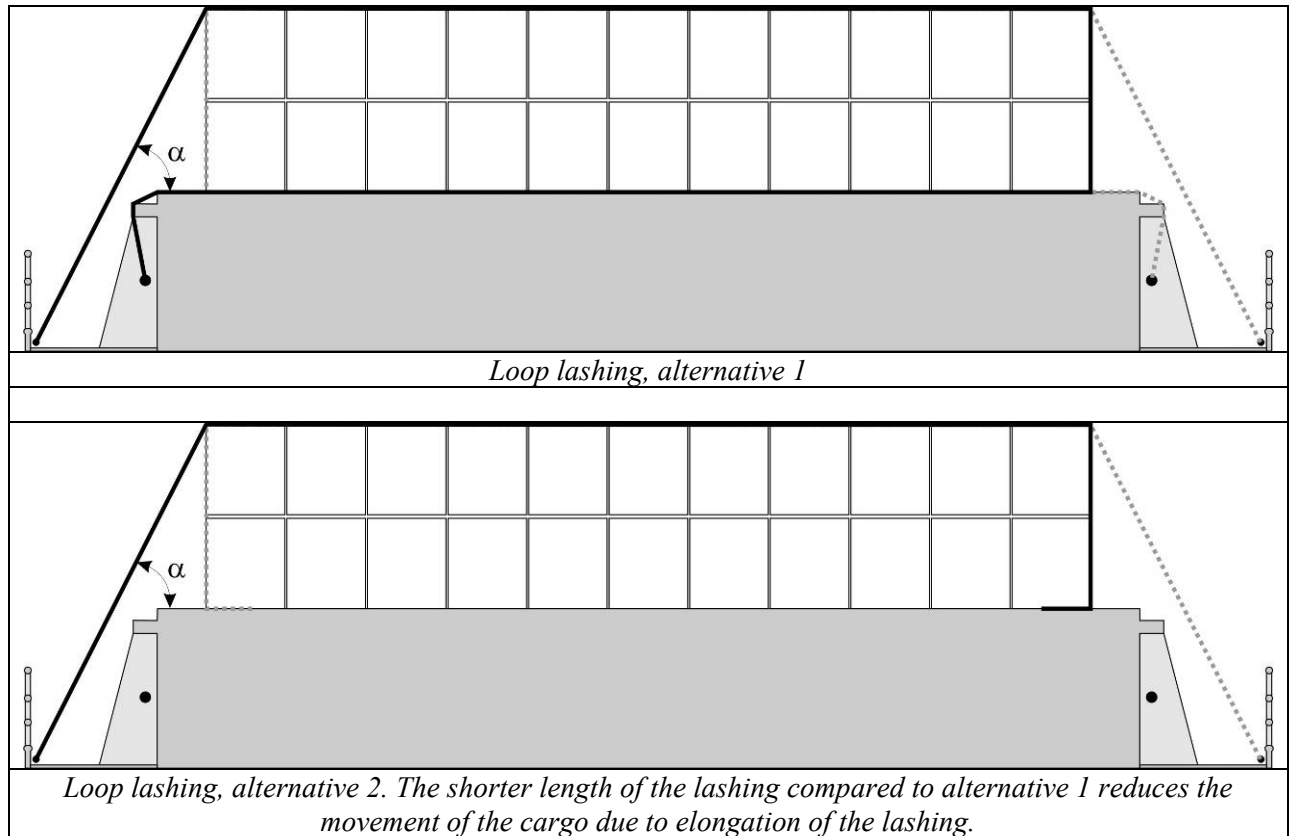 α
Loop lashing, alternative 1
α
Loop lashing, alternative 2. The shorter length of the lashing compared to alternative 1 reduces the
movement of the cargo due to elongation of the lashing.